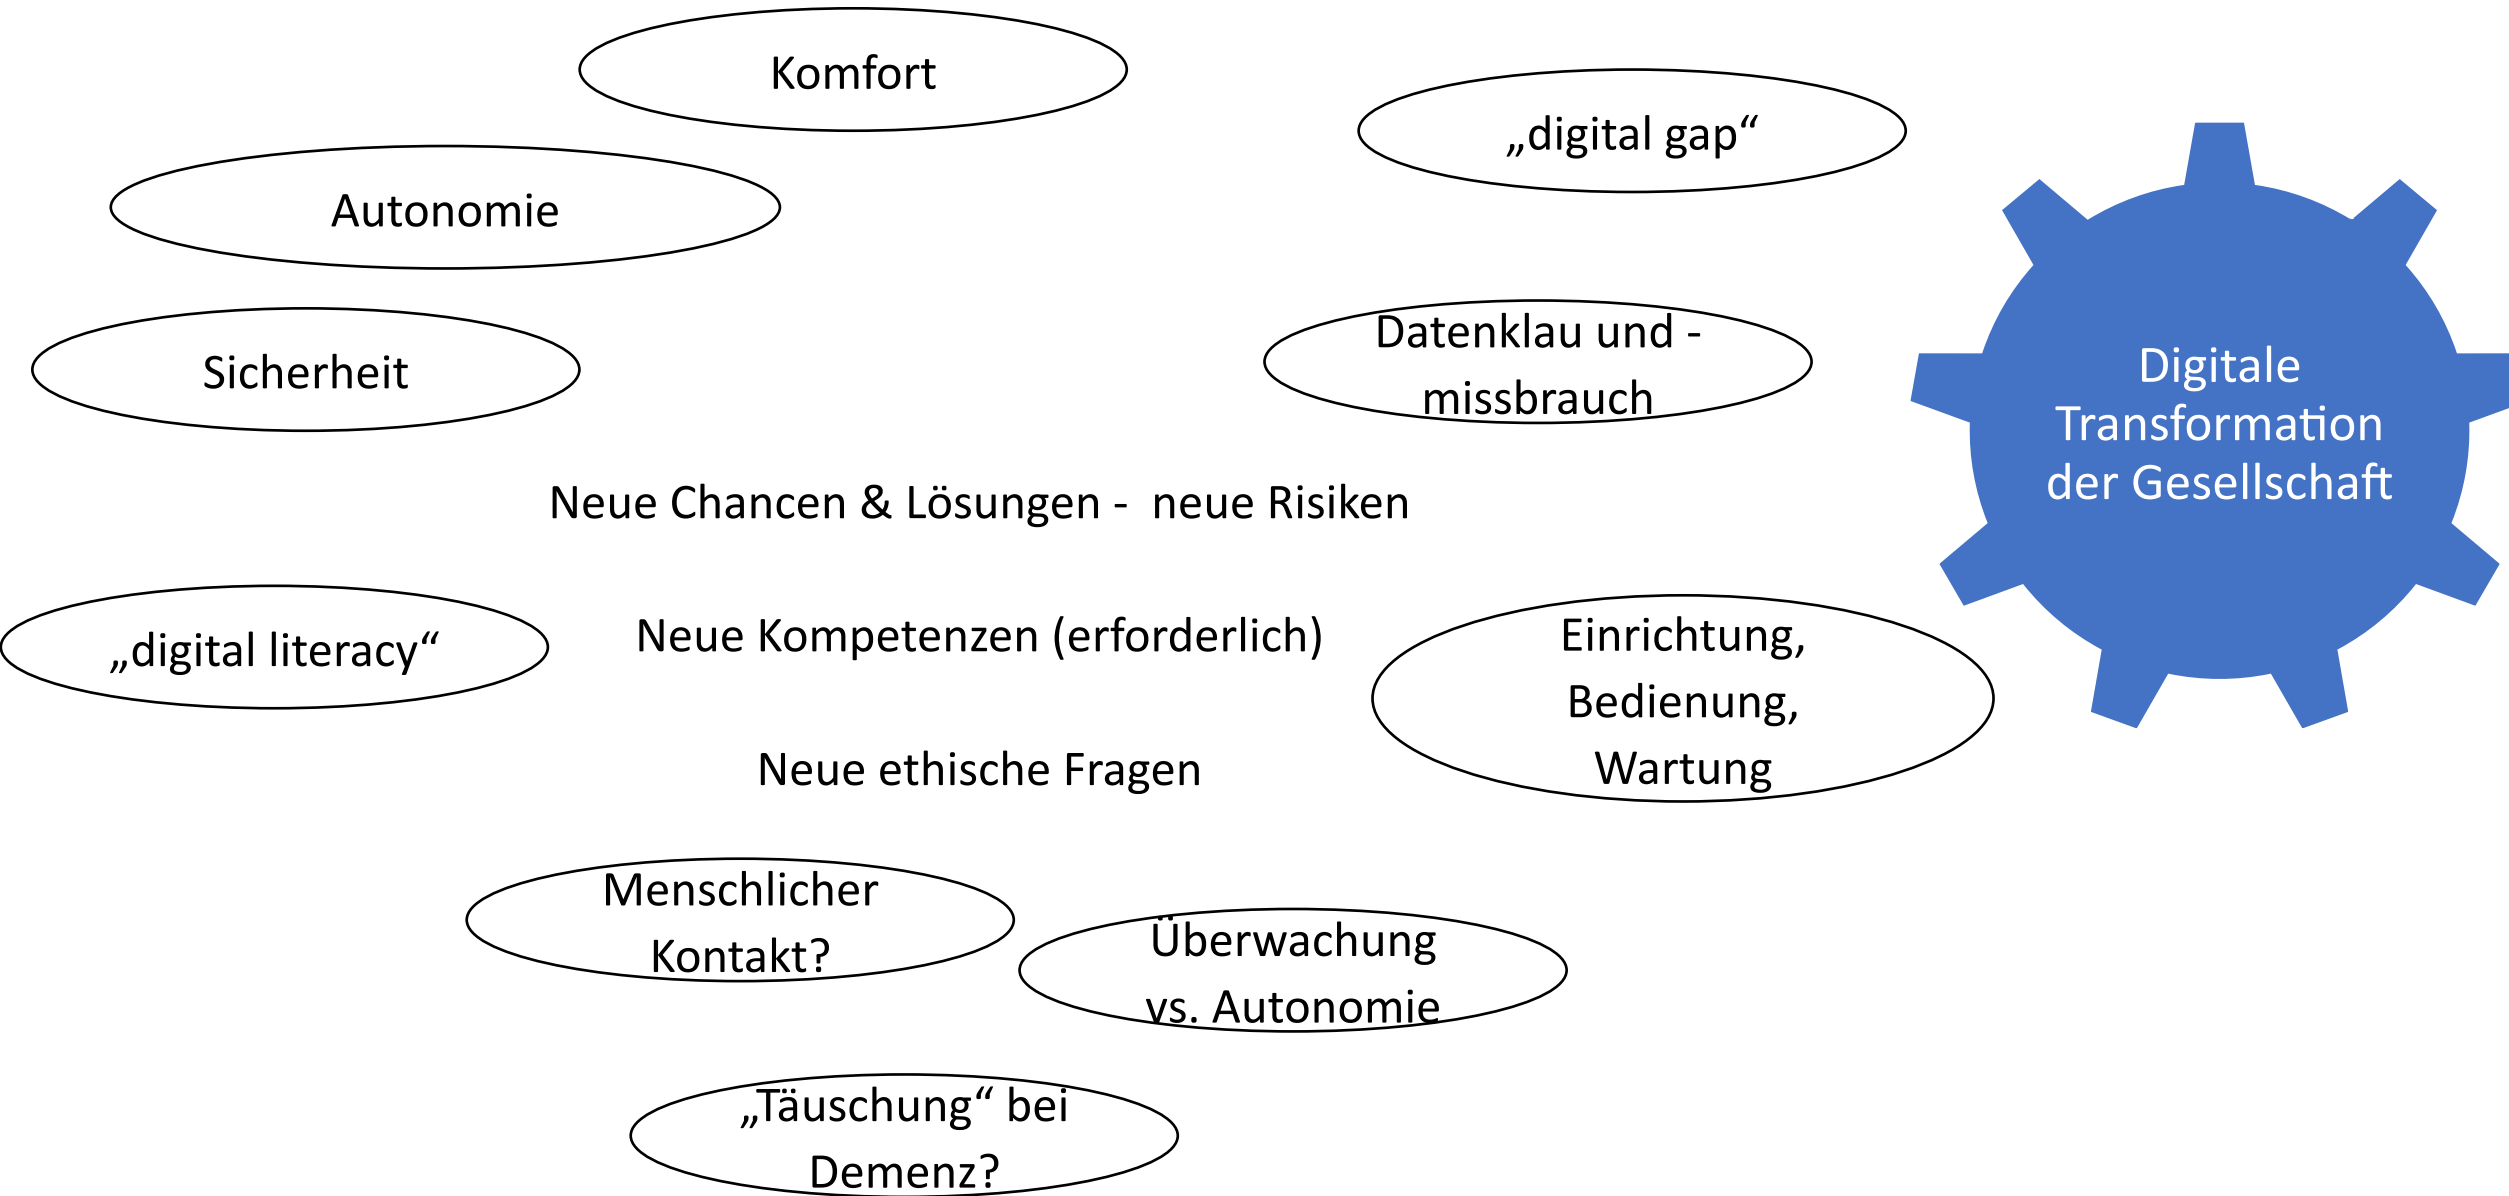 Komfort
„digital gap“
Autonomie
Sicherheit
Datenklau und -
missbrauch
Digitale
Transformation
der Gesellschaft
Neue Chancen & Lösungen - neue Risiken
„digital literacy“
Neue Kompetenzen (erforderlich)
Einrichtung,
Bedienung,
Wartung
Neue ethische Fragen
Menschlicher
Kontakt?
Überwachung
vs. Autonomie
„Täuschung“ bei
Demenz?